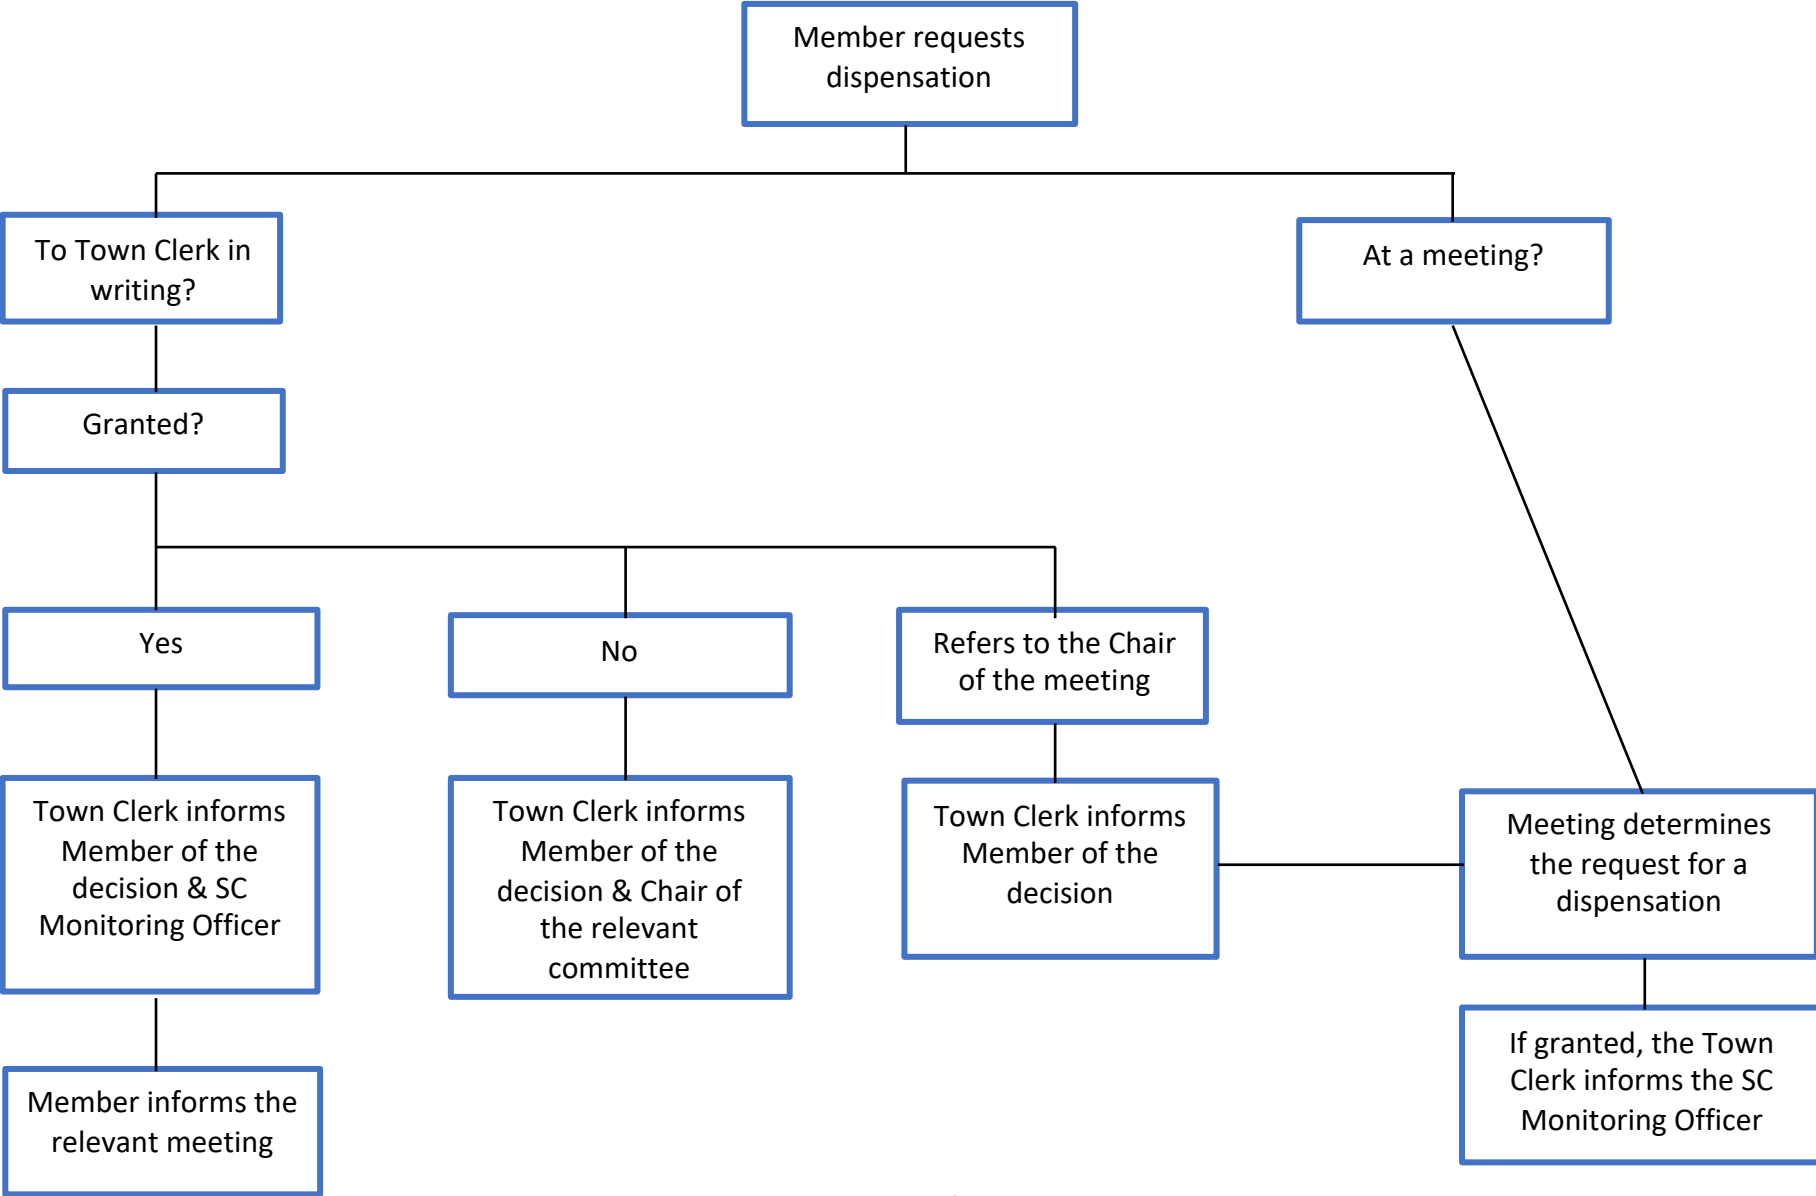 Member requests
dispensation
To Town Clerk in
writing?
At a meeting?
Granted?
Yes
No
Refers to the Chair
of the meeting
Town Clerk informs
Member of the
decision & SC
Monitoring Officer
Town Clerk informs
Member of the
decision & Chair of
the relevant
committee
Town Clerk informs
Member of the
decision
Meeting determines
the request for a
dispensation
Member informs the
relevant meeting
If granted, the Town
Clerk informs the SC
Monitoring Officer